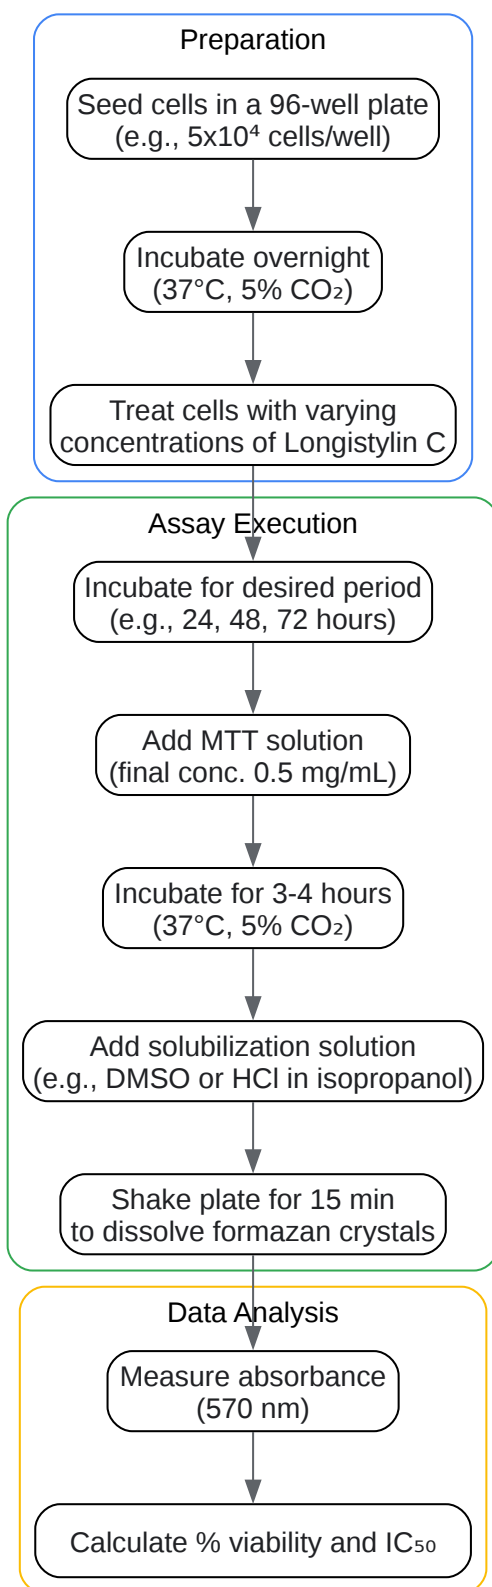 Preparation
Seed cells in a 96-well plate
(e.g., 5x10⁴ cells/well)
Incubate overnight
(37°C, 5% CO₂)
Treat cells with varying
concentrations of Longistylin C
Assay Execution
Incubate for desired period
(e.g., 24, 48, 72 hours)
Add MTT solution
(final conc. 0.5 mg/mL)
Incubate for 3-4 hours
(37°C, 5% CO₂)
Add solubilization solution
(e.g., DMSO or HCl in isopropanol)
Shake plate for 15 min
to dissolve formazan crystals
Data Analysis
Measure absorbance
(570 nm)
Calculate % viability and IC₅₀